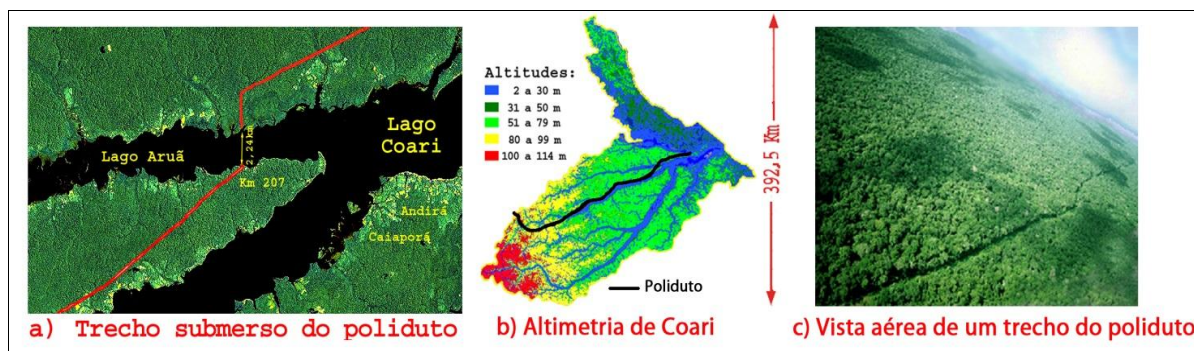 Lago Aruã
2,24km
Lago
Coari
Km 207
Andirá
Caiaporá
a) Trecho submerso do poliduto
Altitudes:
2 a 30 m
31 a 50 m
51 a 79 m
80 a 99 m
100 a 114 m
Poliduto
392,5 Km
b) Altimetria de Coari
c) Vista aérea de um trecho do poliduto